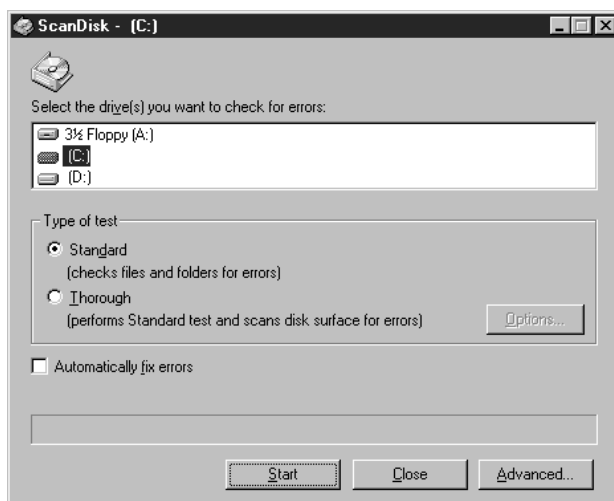 ScanDisk - (C:)
Select the drive(s) you want to check for errors:
3½ Floppy (A:)
(C:)
(D:)
Type of test
Standard
(checks files and folders for errors)
Thorough
(performs Standard test and scans disk surface for errors)
Options...
Automatically fix errors
Start Close Advanced...